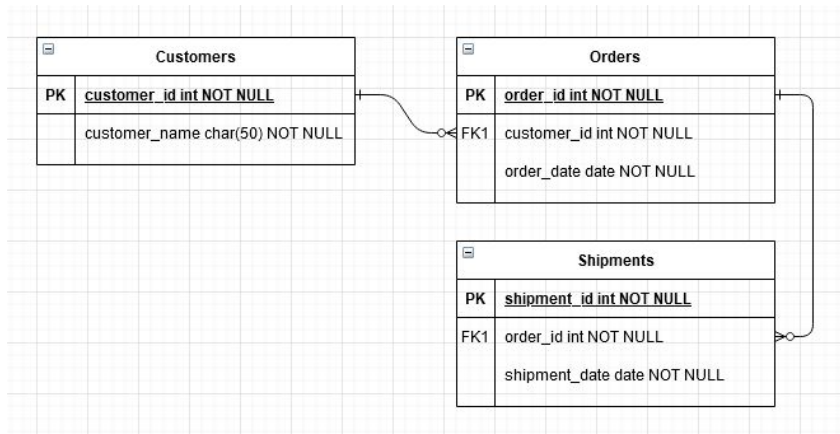 Customers
PK customer_id int NOT NULL
customer_name char(50) NOT NULL
Orders
PK order_id int NOT NULL
FK1 customer_id int NOT NULL
order_date date NOT NULL
Shipments
PK shipment_id int NOT NULL
FK1 order_id int NOT NULL
shipment_date date NOT NULL